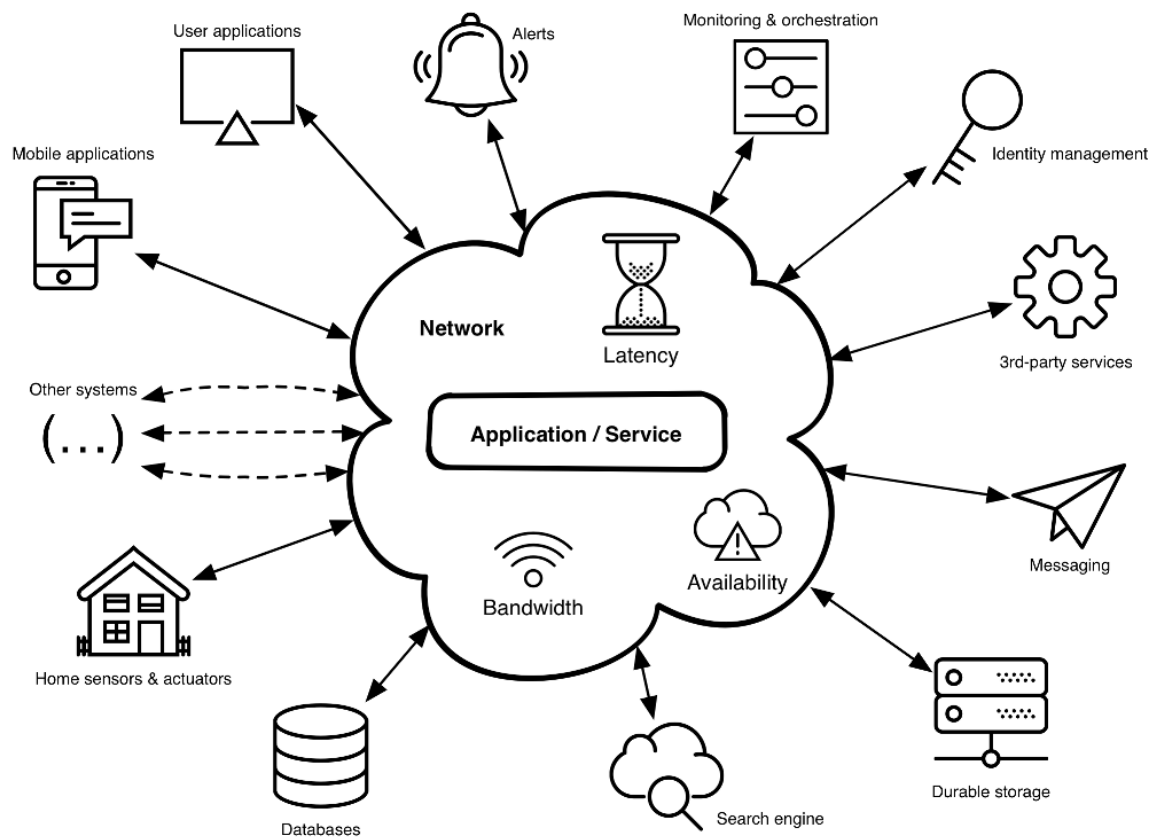 User applications
Alerts
Monitoring & orchestration
Mobile applications
Identity management
Network
Latency
3rd-party services
Other systems
(...)
Application / Service
Availability
Messaging
Bandwidth
Home sensors & actuators
Durable storage
Databases
Search engine